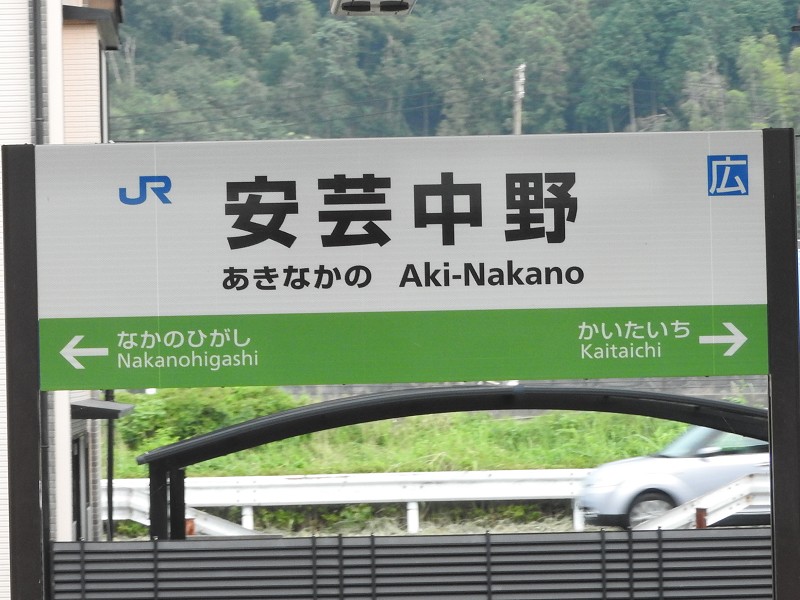 JR 安芸中野 広
あきなかの Aki-Nakano
← なかのひがし
Nakanohigashi
かいたいち →
Kaitaichi